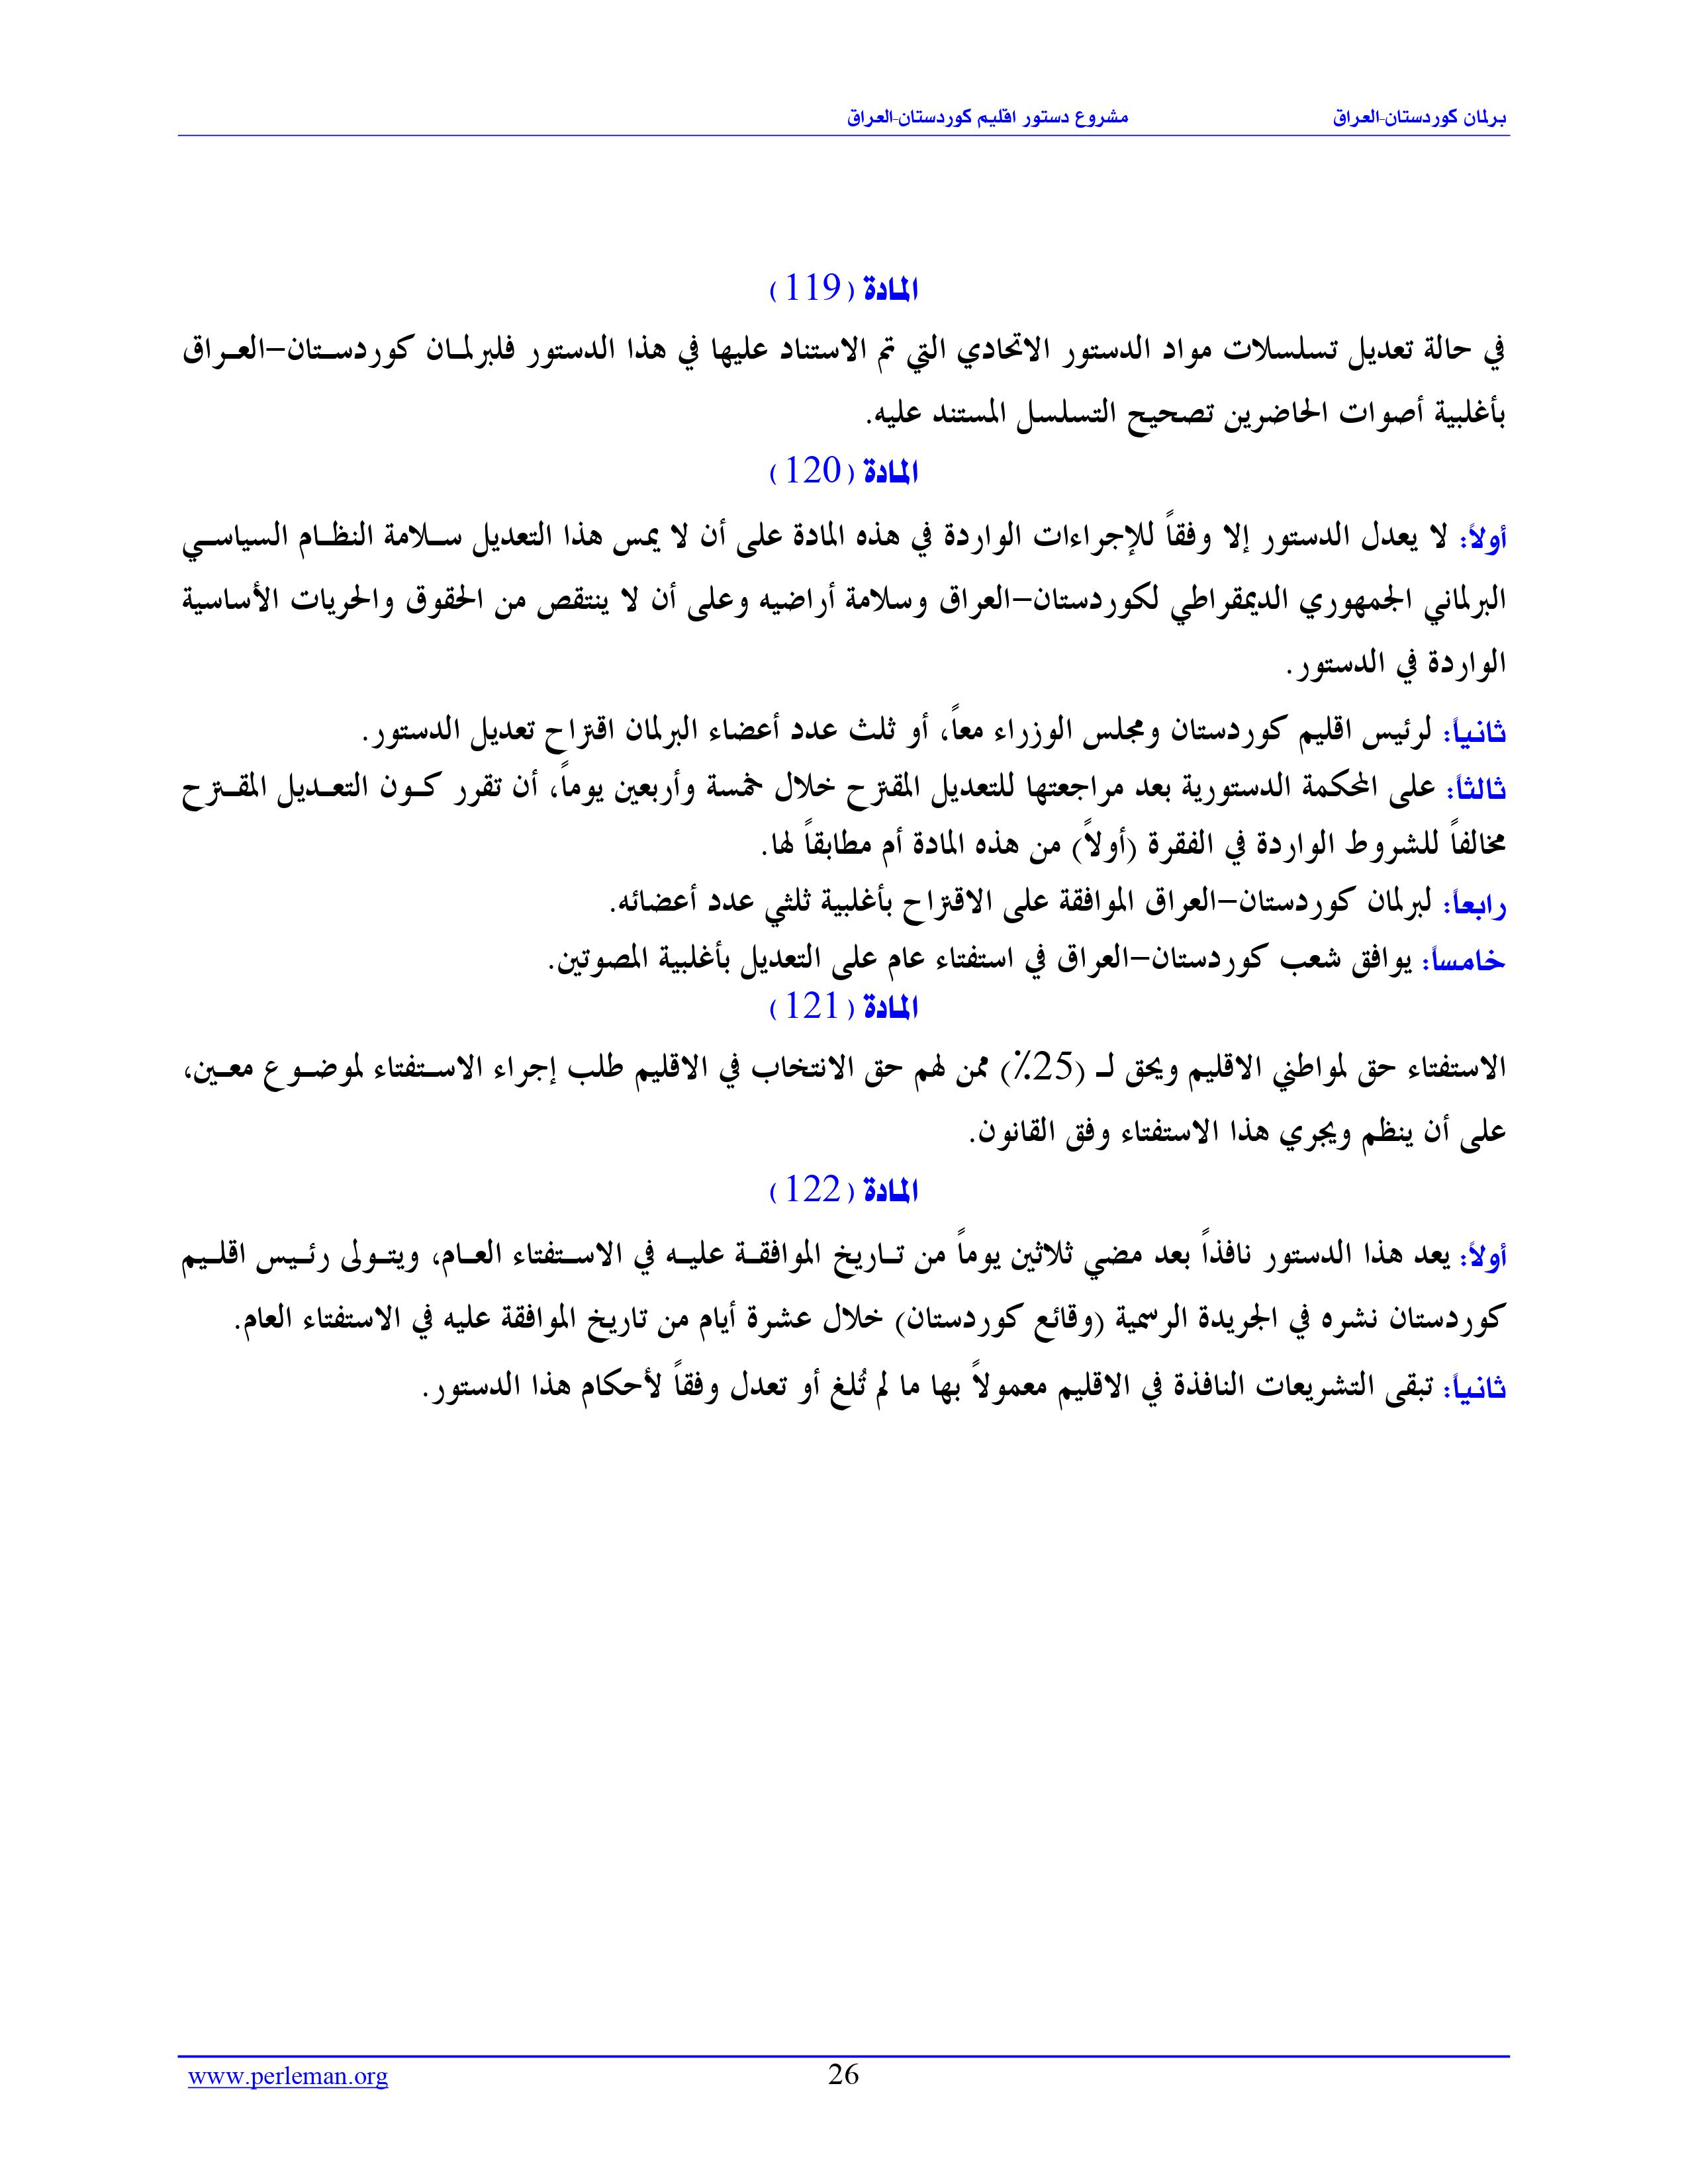 برلمان كوردستان-العراق مشروع دستور اقليم كوردستان-العراق
المادة (119)
في حالة تعديل تسلسلات مواد الدستور الاتحادي التي تم الاستناد عليها في هذا الدستور فلبرلمان كوردستان–العراق
بأغلبية أصوات الحاضرين تصحيح التسلسل المستند عليه.
المادة (120)
أولاً: لا يعدل الدستور إلا وفقاً للإجراءات الواردة في هذه المادة على أن لا يمس هذا التعديل سلامة النظام السياسي
البرلماني الجمهوري الديمقراطي لكوردستان–العراق وسلامة أراضيه وعلى أن لا ينتقص من الحقوق والحريات الأساسية
الواردة في الدستور.
ثانياً: لرئيس اقليم كوردستان ومجلس الوزراء معاً، أو ثلث عدد أعضاء البرلمان اقتراح تعديل الدستور.
ثالثاً: على المحكمة الدستورية بعد مراجعتها للتعديل المقترح خلال خمسة وأربعين يوماً، أن تقرر كون التعديل المقترح
مخالفاً للشروط الواردة في الفقرة (أولاً) من هذه المادة أم مطابقاً لها.
رابعاً: لبرلمان كوردستان–العراق الموافقة على الاقتراح بأغلبية ثلثي عدد أعضائه.
خامساً: يوافق شعب كوردستان–العراق في استفتاء عام على التعديل بأغلبية المصوتين.
المادة (121)
الاستفتاء حق لمواطني الاقليم ويحق لـ (25٪) ممن لهم حق الانتخاب في الاقليم طلب إجراء الاستفتاء لموضوع معين،
على أن ينظم ويجري هذا الاستفتاء وفق القانون.
المادة (122)
أولاً: يعد هذا الدستور نافذاً بعد مضي ثلاثين يوماً من تاريخ الموافقة عليه في الاستفتاء العام، ويتولى رئيس اقليم
كوردستان نشره في الجريدة الرسمية (وقائع كوردستان) خلال عشرة أيام من تاريخ الموافقة عليه في الاستفتاء العام.
ثانياً: تبقى التشريعات النافذة في الاقليم معمولاً بها ما لم تُلغ أو تعدل وفقاً لأحكام هذا الدستور.
www.perleman.org 26